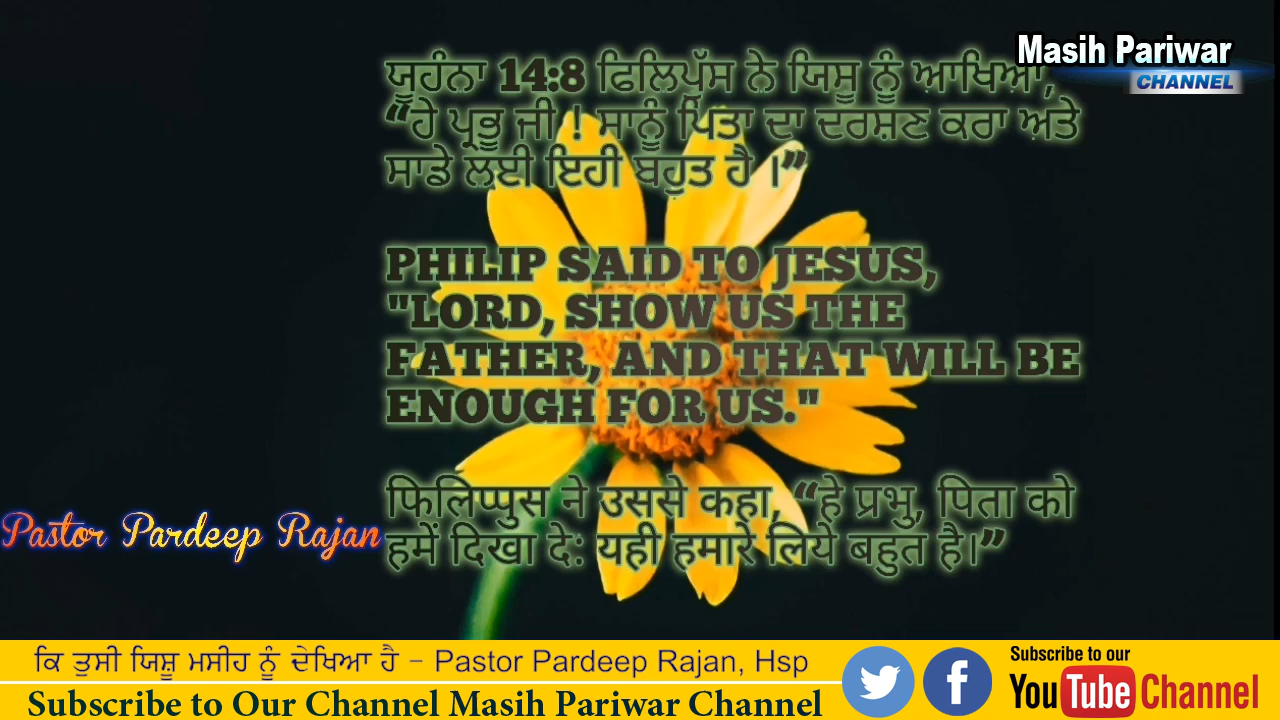 Masih Pariwar
CHANNEL
ਯੂਹੰਨਾ 14:8 ਫਿਲਿਪੁੱਸ ਨੇ ਯਿਸੂ ਨੂੰ ਆਖਿਆ,
“ਹੇ ਪ੍ਰਭੂ ਜੀ ! ਸਾਨੂੰ ਪਿਤਾ ਦਾ ਦਰਸ਼ਣ ਕਰਾ ਅਤੇ
ਸਾਡੇ ਲਈ ਇਹੀ ਬਹੁਤ ਹੈ ।”
PHILIP SAID TO JESUS,
"LORD, SHOW US THE
FATHER, AND THAT WILL BE
ENOUGH FOR US."
फिलिप्पुस ने उससे कहा, “हे प्रभु, पिता को
हमें दिखा दे: यही हमारे लिये बहुत है।”
Pastor Pardeep Rajan
ਕਿ ਤੁਸੀ ਯਿਸ਼ੂ ਮਸੀਹ ਨੂੰ ਦੇਖਿਆ ਹੈ - Pastor Pardeep Rajan, Hsp
Subscribe to Our Channel Masih Pariwar Channel
Subscribe to our
YouTube Channel